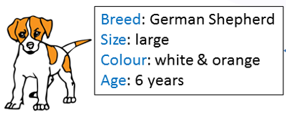 Breed: German Shepherd
Size: large
Colour: white & orange
Age: 6 years